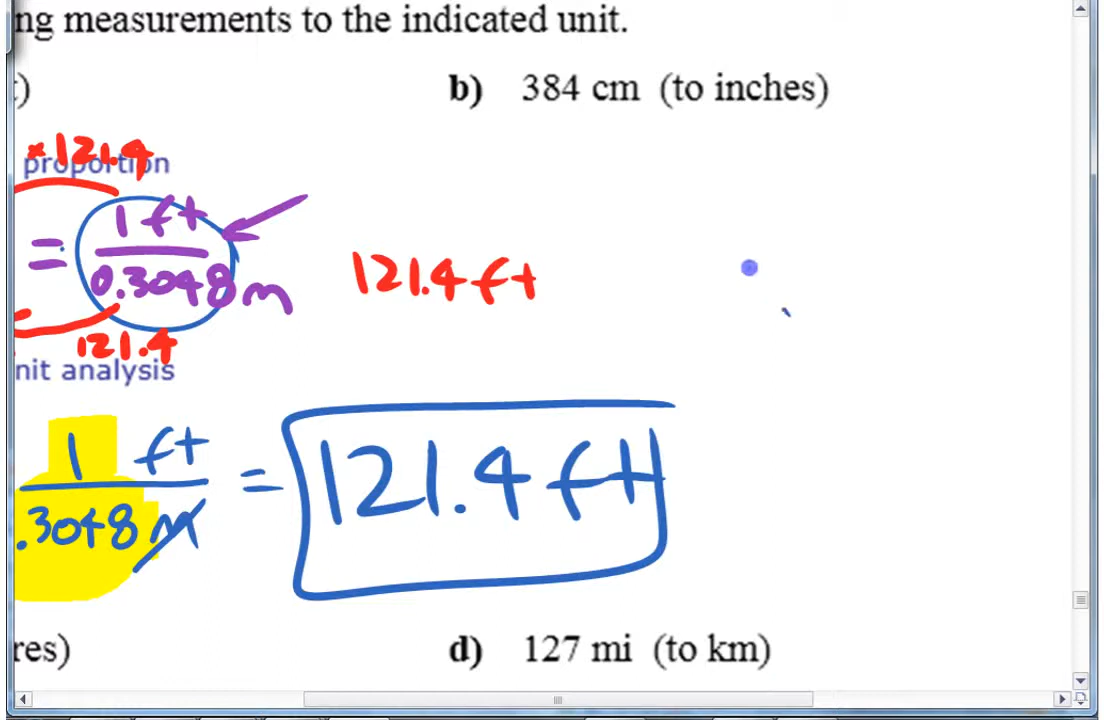 ng measurements to the indicated unit.
t)
b) 384 cm (to inches)
×121.4
proportion
= 1 ft
0.3048 m
121.4 ft
121.4
nit analysis
1 ft
.3048 m
= 121.4 ft
res)
d) 127 mi (to km)